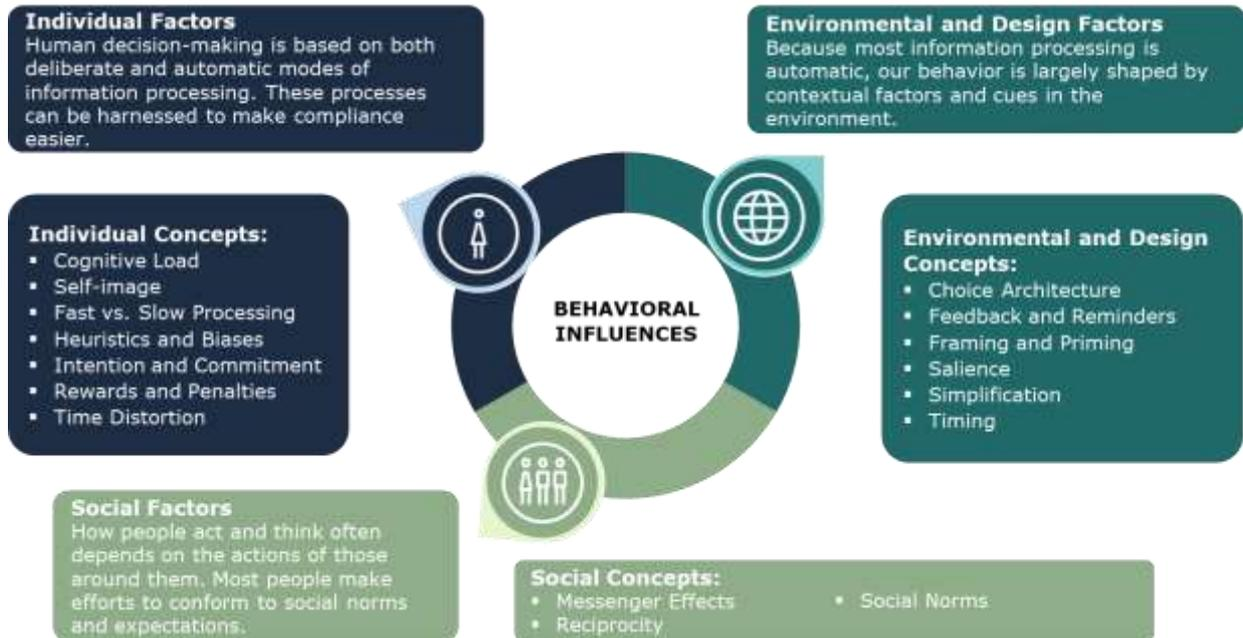 Individual Factors
Human decision-making is based on both
deliberate and automatic modes of
information processing. These processes
can be harnessed to make compliance
easier.
Environmental and Design Factors
Because most information processing is
automatic, our behavior is largely shaped by
contextual factors and cues in the
environment.
Individual Concepts:
▪ Cognitive Load
▪ Self-image
▪ Fast vs. Slow Processing
▪ Heuristics and Biases
▪ Intention and Commitment
▪ Rewards and Penalties
▪ Time Distortion
BEHAVIORAL
INFLUENCES
Environmental and Design
Concepts:
▪ Choice Architecture
▪ Feedback and Reminders
▪ Framing and Priming
▪ Salience
▪ Simplification
▪ Timing
Social Factors
How people act and think often
depends on the actions of those
around them. Most people make
efforts to conform to social norms
and expectations.
Social Concepts:
▪ Messenger Effects
▪ Reciprocity
▪ Social Norms